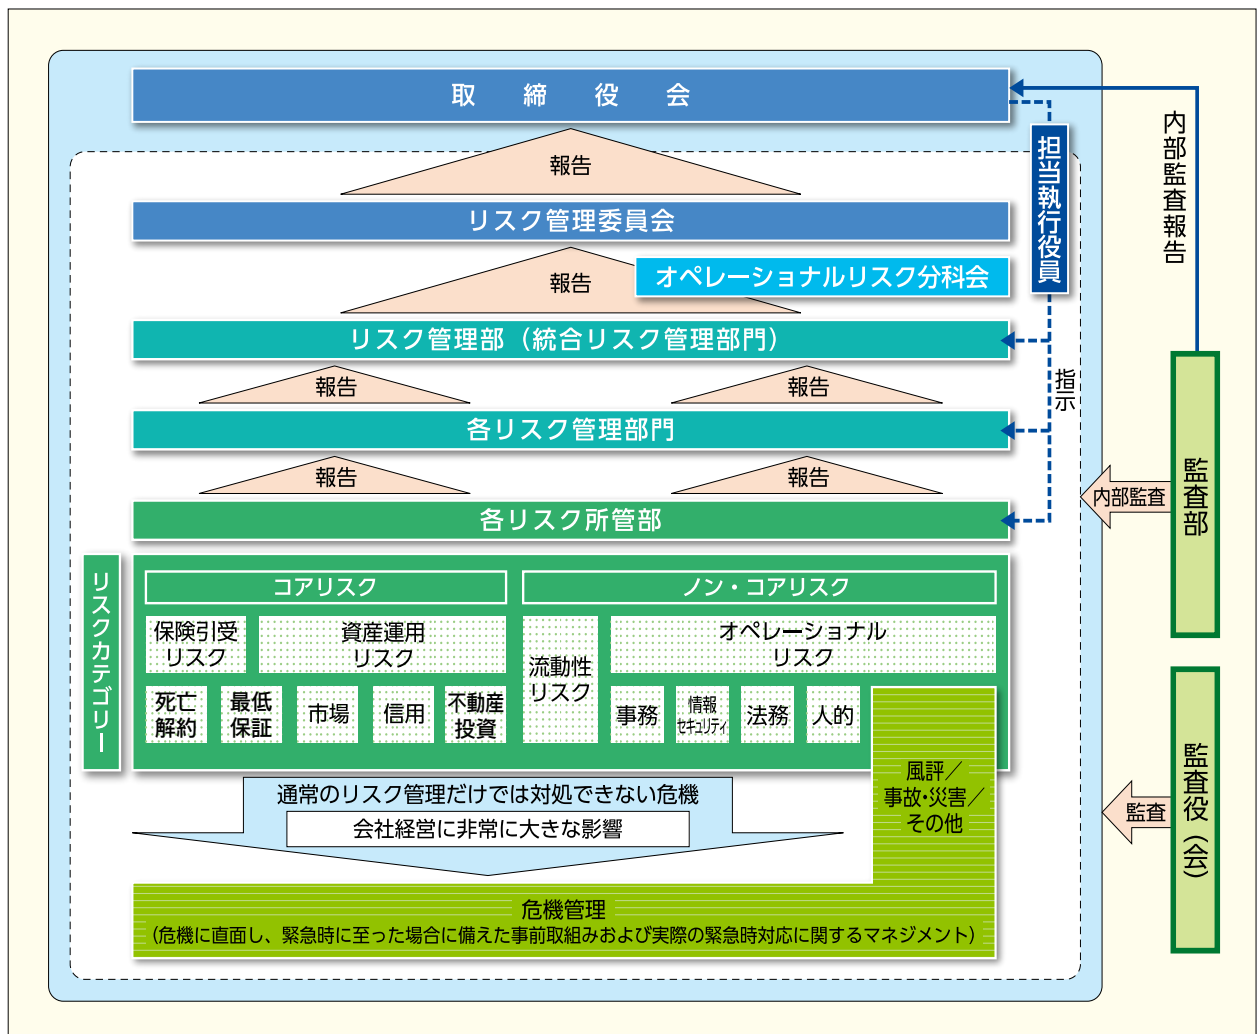 取締役会
報告
リスク管理委員会
報告
オペレーショナルリスク分科会
リスク管理部（統合リスク管理部門）
報告
報告
各リスク管理部門
報告
報告
各リスク所管部
担当執行役員
指示
内部監査報告
内部監査
監査部
監査
監査役（会）
リスクカテゴリー
コアリスク
ノン・コアリスク
保険引受
リスク
資産運用
リスク
流動性
リスク
オペレーショナル
リスク
死亡
解約
最低
保証
市場
信用
不動産
投資
事務
情報
セキュリティ
法務
人的
風評／
事故・災害／
その他
通常のリスク管理だけでは対処できない危機
会社経営に非常に大きな影響
危機管理
（危機に直面し、緊急時に至った場合に備えた事前取組みおよび実際の緊急時対応に関するマネジメント）